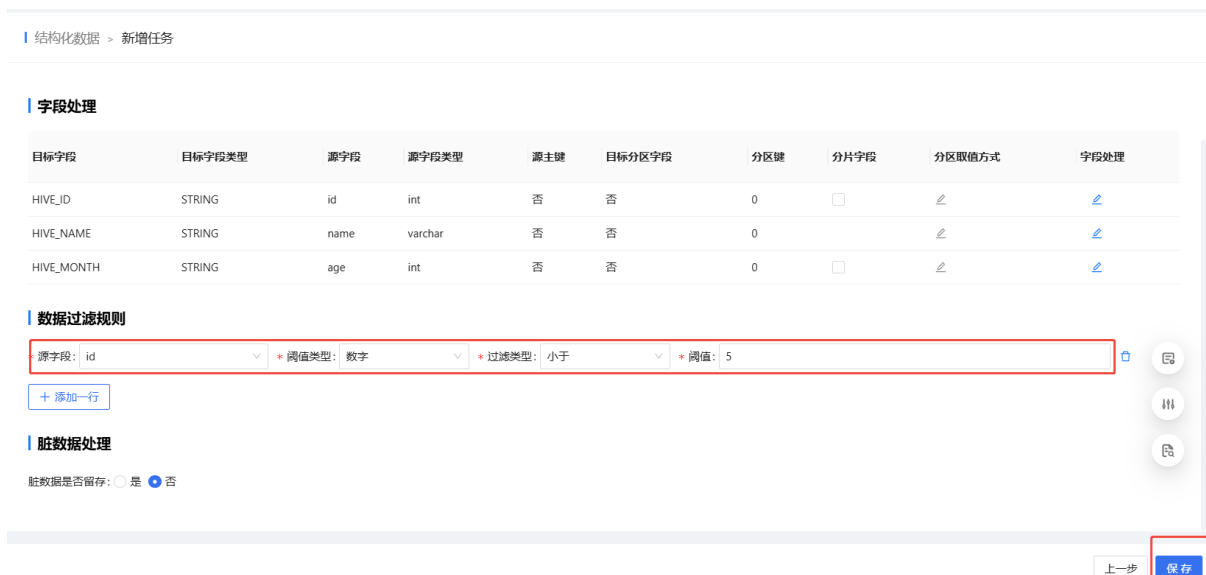 结构化数据 > 新增任务
字段处理
目标字段 目标字段类型 源字段 源字段类型 源主键 目标分区字段 分区键 分片字段 分区取值方式 字段处理
HIVE_ID STRING id int 否 否 0
HIVE_NAME STRING name varchar 否 否 0
HIVE_MONTH STRING age int 否 否 0
数据过滤规则
* 源字段: id * 阈值类型: 数字 * 过滤类型: 小于 * 阈值: 5
+ 添加一行
脏数据处理
脏数据是否留存: 是 否
上一步 保存